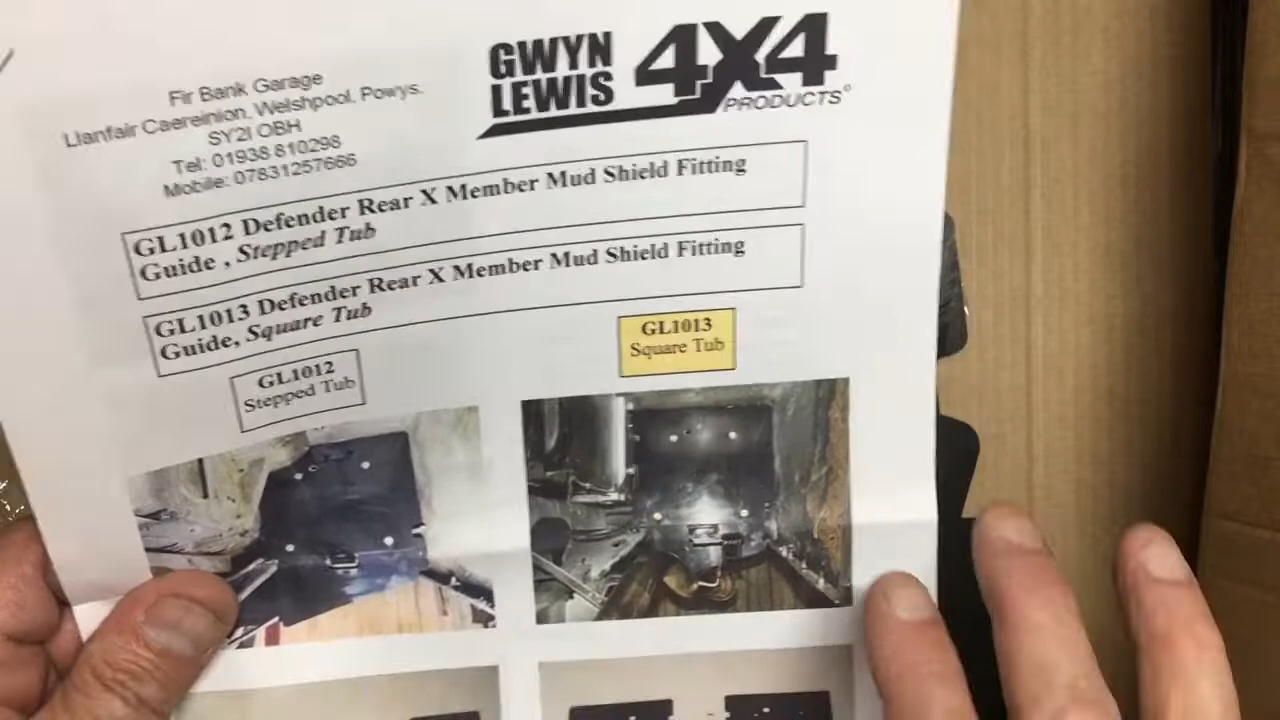 GWYN LEWIS 4X4
PRODUCTS©
Fir Bank Garage
Llanfair Caereinion, Welshpool, Powys.
SY21 OBH
Tel: 01938 810298
Mobile: 07831257666
GL1012 Defender Rear X Member Mud Shield Fitting
Guide , Stepped Tub
GL1013 Defender Rear X Member Mud Shield Fitting
Guide, Square Tub
GL1012
Stepped Tub
GL1013
Square Tub